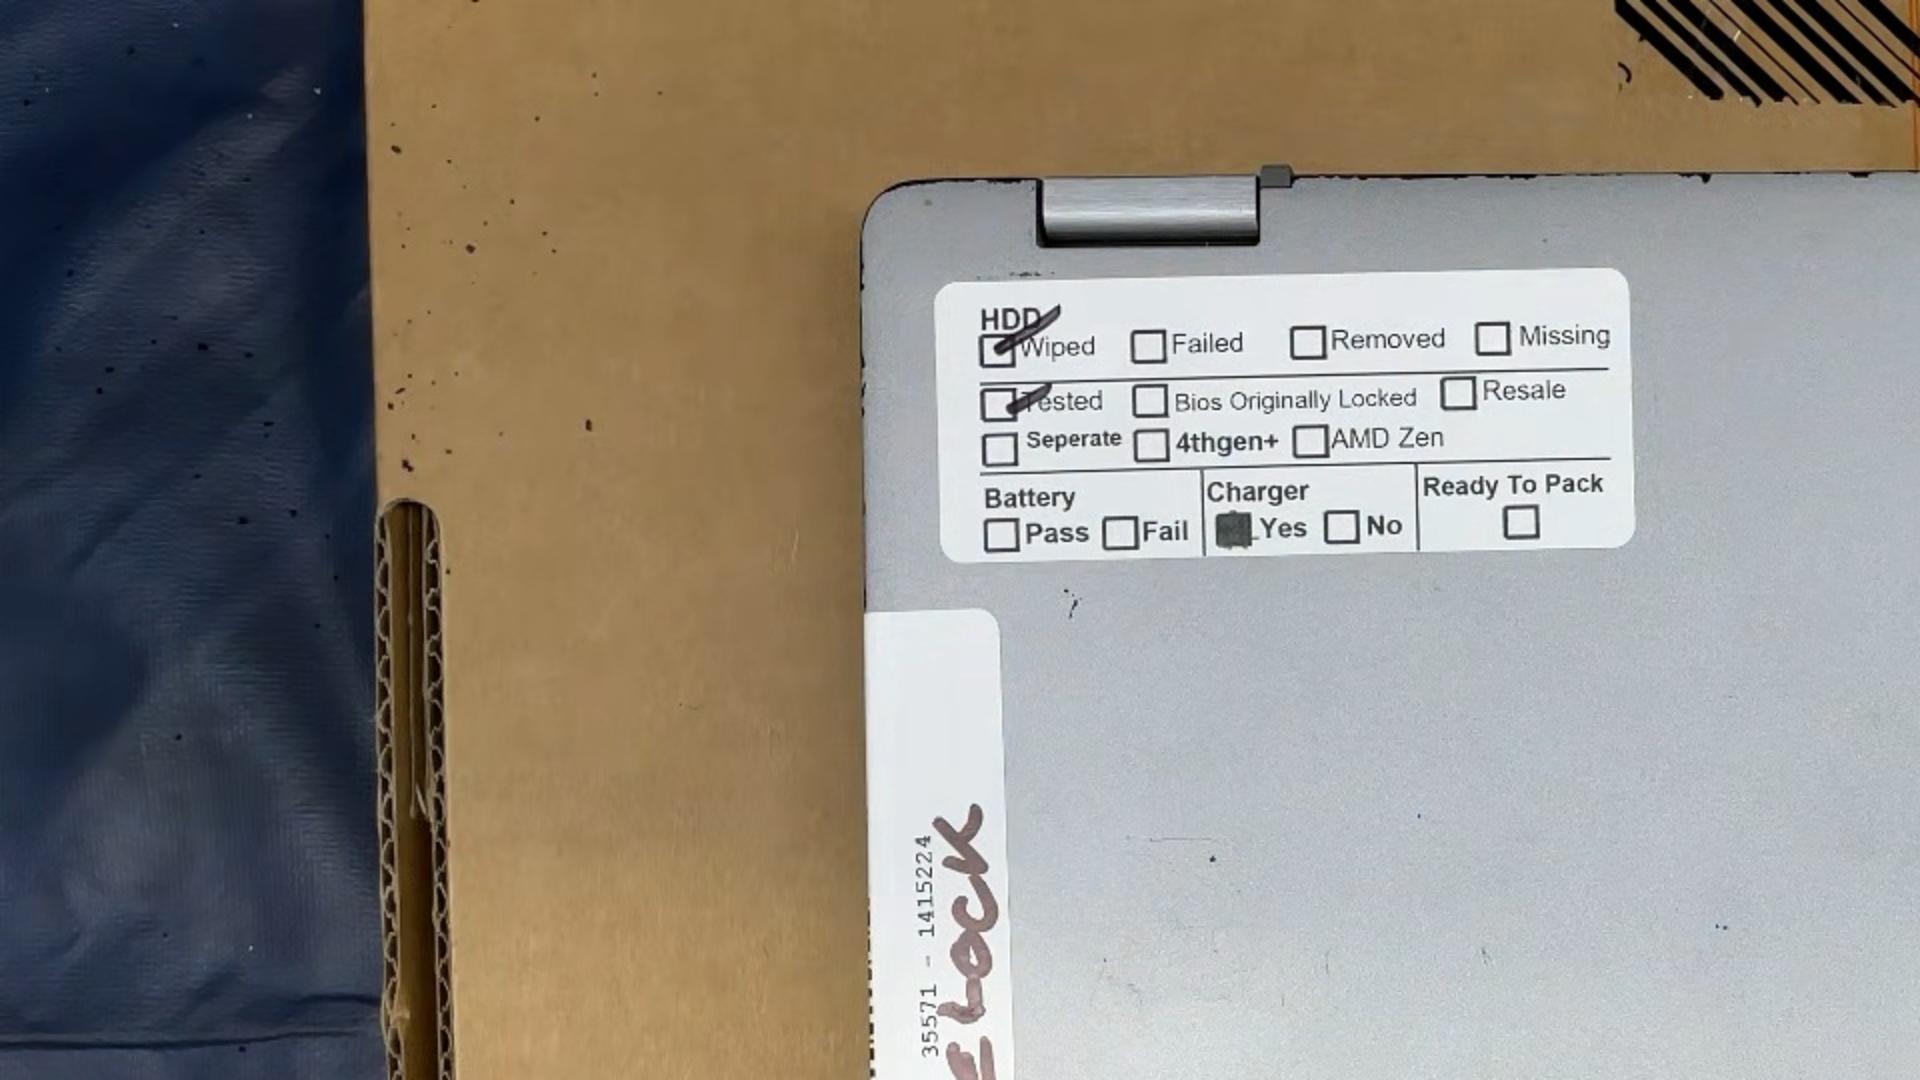 HDD
Wiped Failed Removed Missing
Tested Bios Originally Locked Resale
Seperate 4thgen+ AMD Zen
Battery Charger Ready To Pack
Pass Fail Yes No
35571 - 1415224
E LOCK